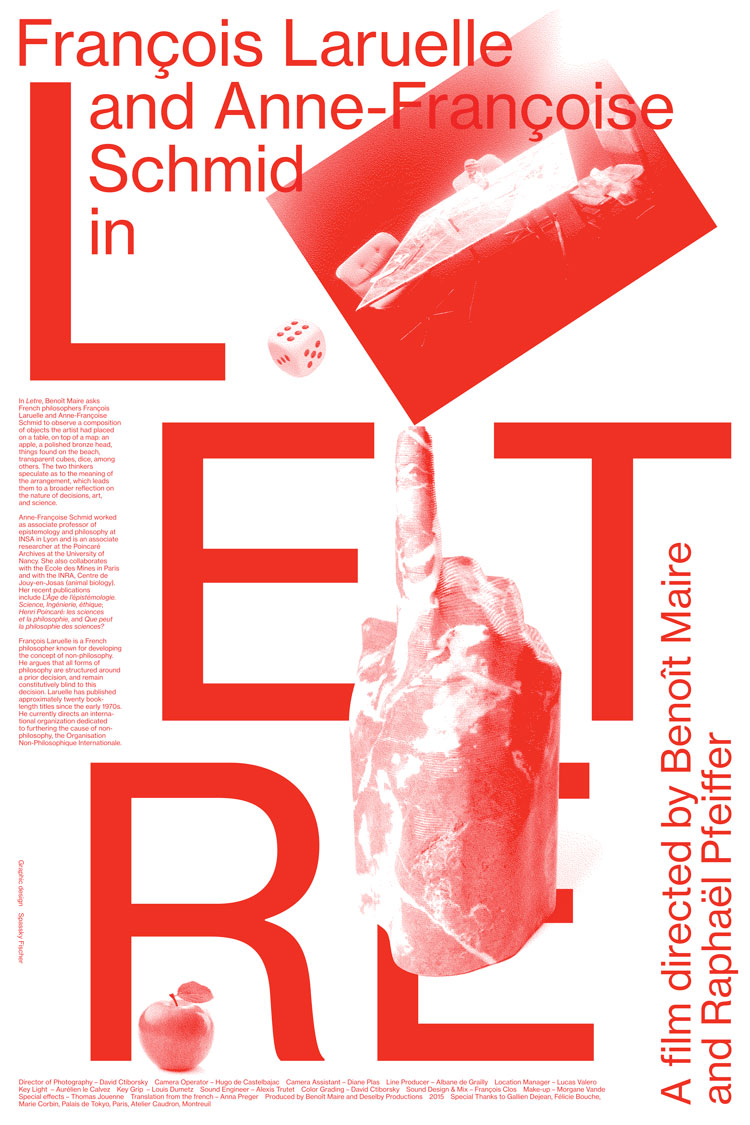 François Laruelle
and Anne-Françoise
Schmid
in
L
ET
RE
In Letre, Benoît Maire asks
French philosophers François
Laruelle and Anne-Françoise
Schmid to observe a composition
of objects the artist had placed
on a table, on top of a map: an
apple, a polished bronze head,
things found on the beach,
transparent cubes, dice, among
others. The two thinkers
speculate as to the meaning of
the arrangement, which leads
them to a broader reflection on
the nature of decisions, art,
and science.
Anne-Françoise Schmid worked
as associate professor of
epistemology and philosophy at
INSA in Lyon and is an associate
researcher at the Poincaré
Archives at the University of
Nancy. She also collaborates
with the Ecole des Mines in Paris
and with the INRA, Centre de
Jouy-en-Josas (animal biology).
Her recent publications
include L'Âge de l'épistémologie.
Science, Ingénierie, éthique;
Henri Poincaré: les sciences
et la philosophie, and Que peut
la philosophie des sciences?
François Laruelle is a French
philosopher known for developing
the concept of non-philosophy.
He argues that all forms of
philosophy are structured around
a prior decision, and remain
constitutively blind to this
decision. Laruelle has published
approximately twenty book-
length titles since the early 1970s.
He currently directs an interna-
tional organization dedicated
to furthering the cause of non-
philosophy, the Organisation
Non-Philosophique Internationale.
Graphic design Spassky Fischer
A film directed by Benoît Maire
and Raphaël Pfeiffer
Director of Photography – David Ctiborsky Camera Operator – Hugo de Castelbajac Camera Assistant – Diane Plas Line Producer – Albane de Grailly Location Manager – Lucas Valero
Key Light – Aurélien le Calvez Key Grip – Louis Dumetz Sound Engineer – Alexis Trutet Color Grading – David Ctiborsky Sound Design & Mix – François Clos Make-up – Morgane Vande
Special effects – Thomas Jouenne Translation from the french – Anna Preger Produced by Benoît Maire and Deselby Productions 2015 Special Thanks to Gallien Dejean, Félicie Bouche,
Marie Corbin, Palais de Tokyo, Paris, Atelier Caudron, Montreuil